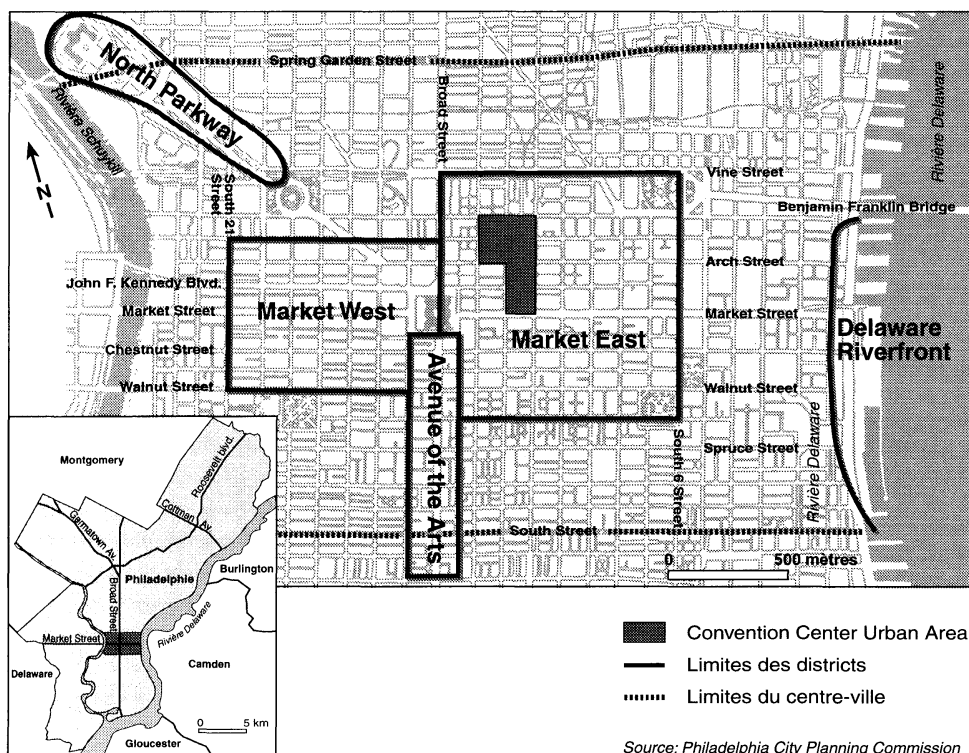 North Parkway
Spring Garden Street
Rivière Schuylkill
Rivière Delaware
Broad Street
N
South 21
Street
Vine Street
Benjamin Franklin Bridge
John F. Kennedy Blvd.
Arch Street
Market Street
Market West
Market Street
Market East
Delaware
Riverfront
Chestnut Street
Avenue of the Arts
Walnut Street
Walnut Street
South 6 Street
Spruce Street
Rivière Delaware
South Street
0 500 mètres
Montgomery
Roosevelt blvd.
Cottman Av.
Germatown Av.
Philadelphie
Burlington
Broad Street
Market Street
Rivière Delaware
Delaware
Camden
0 5 km
Gloucester
Convention Center Urban Area
Limites des districts
Limites du centre-ville
Source: Philadelphia City Planning Commission